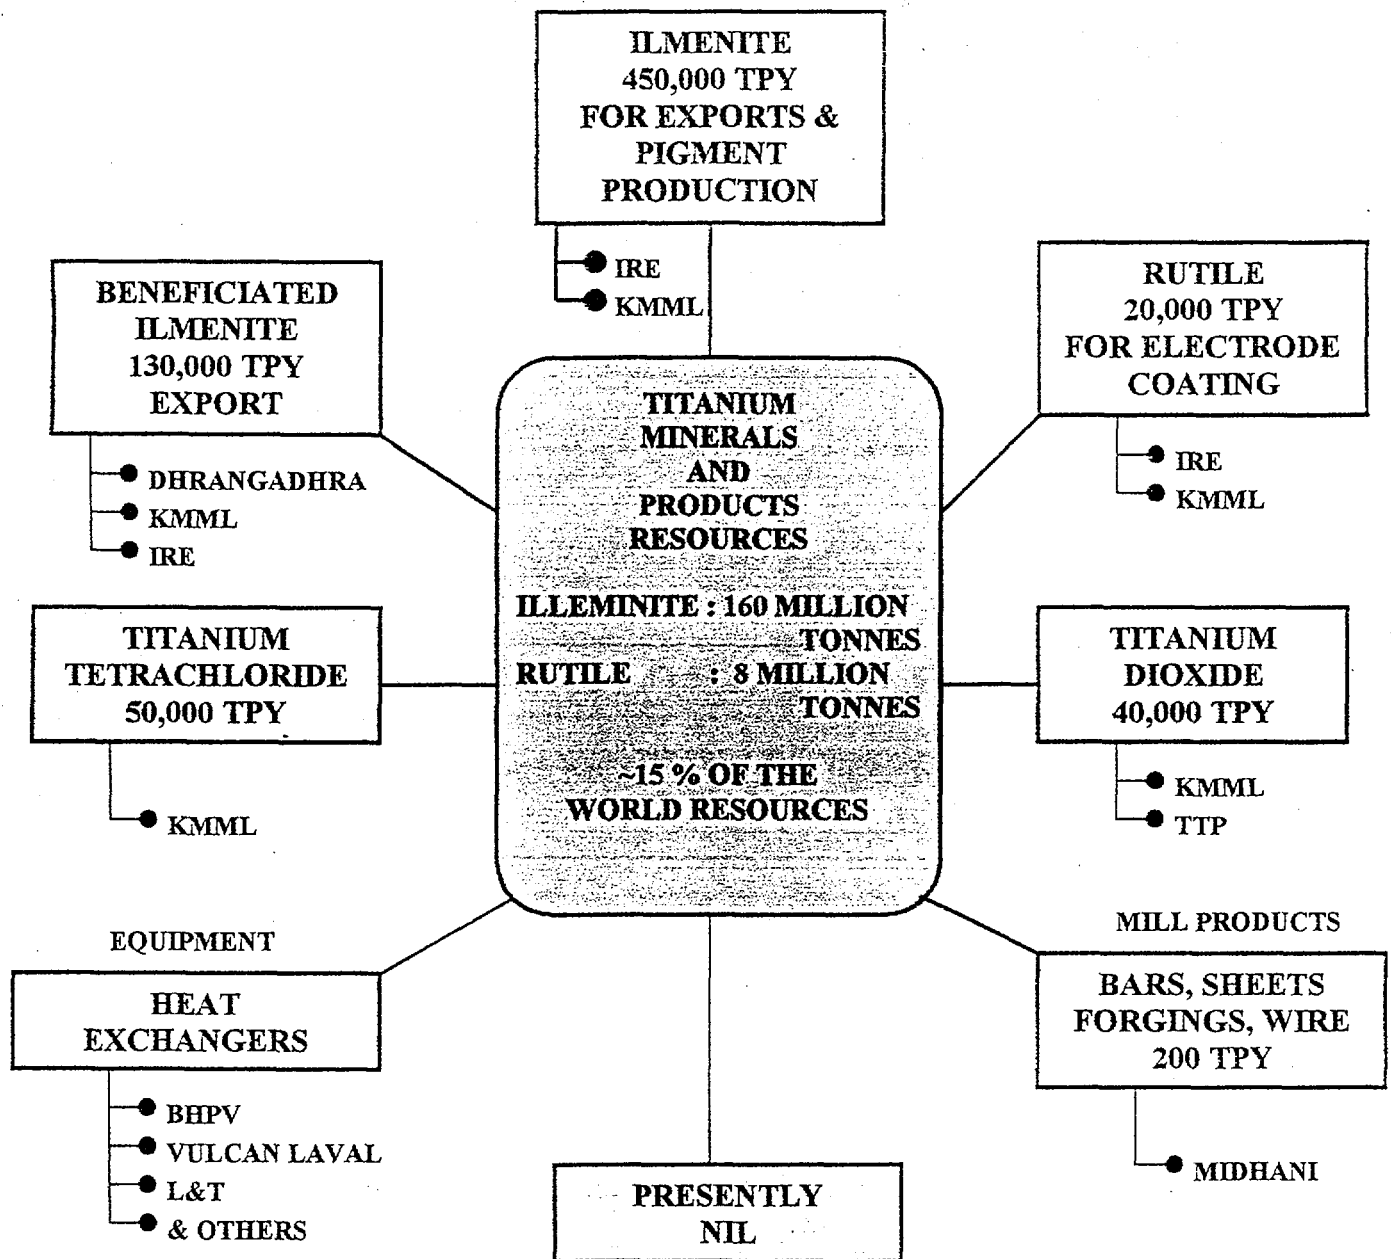 ILMENITE
450,000 TPY
FOR EXPORTS &
PIGMENT
PRODUCTION
IRE
KMML
BENEFICIATED
ILMENITE
130,000 TPY
EXPORT
DHRANGADHRA
KMML
IRE
RUTILE
20,000 TPY
FOR ELECTRODE
COATING
IRE
KMML
TITANIUM
MINERALS
AND
PRODUCTS
RESOURCES
ILLEMINITE : 160 MILLION
TONNES
RUTILE : 8 MILLION
TONNES
~15 % OF THE
WORLD RESOURCES
TITANIUM
TETRACHLORIDE
50,000 TPY
KMML
TITANIUM
DIOXIDE
40,000 TPY
KMML
TTP
EQUIPMENT
HEAT
EXCHANGERS
BHPV
VULCAN LAVAL
L&T
& OTHERS
MILL PRODUCTS
BARS, SHEETS
FORGINGS, WIRE
200 TPY
MIDHANI
PRESENTLY
NIL